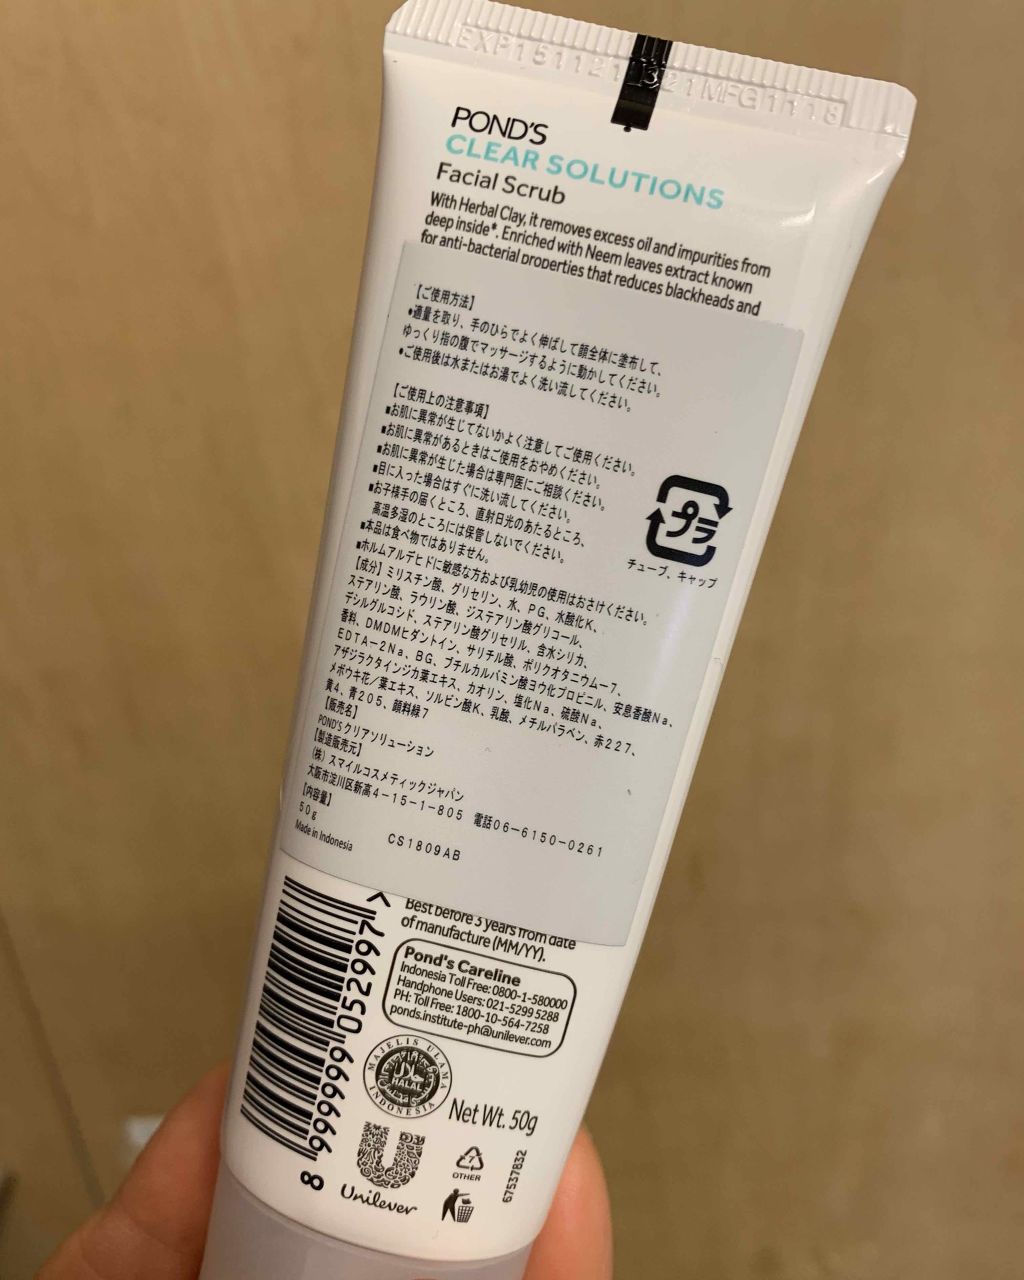 EXP151121 1321MFG1118
POND'S
CLEAR SOLUTIONS
Facial Scrub
With Herbal Clay, it removes excess oil and impurities from
deep inside*. Enriched with Neem leaves extract known
for anti-bacterial properties that reduces blackheads and
【ご使用方法】
●適量を取り、手のひらでよく伸ばして顔全体に塗布して、
ゆっくり指の腹でマッサージするように動かしてください。
●ご使用後は水またはお湯でよく洗い流してください。
【ご使用上の注意事項】
■お肌に異常が生じてないかよく注意してご使用ください。
■お肌に異常があるときはご使用をおやめください。
■お肌に異常が生じた場合は専門医にご相談ください。
■目に入った場合はすぐに洗い流してください。
■お子様手の届くところ、直射日光のあたるところ、
高温多湿のところには保管しないでください。
■本品は食べ物ではありません。
■ホルムアルデヒドに敏感な方および乳幼児の使用はおさけください。
【成分】ミリスチン酸、グリセリン、水、PG、水酸化K、
ステアリン酸、ラウリン酸、ジステアリン酸グリコール、
デシルグルコシド、ステアリン酸グリセリル、含水シリカ、
香料、DMDMヒダントイン、サリチル酸、ポリクオタニウム－7、
EDTA－2Na、BG、ブチルカルバミン酸ヨウ化プロピニル、安息香酸Na、
アザジラクタインジカ葉エキス、カオリン、塩化Na、硫酸Na、
メボウキ花／葉エキス、ソルビン酸K、乳酸、メチルパラベン、赤227、
黄4、青205、顔料緑7
【販売名】
POND'S クリアソリューション
【製造販売元】
（株）スマイルコスメティックジャパン
大阪市淀川区新高4－15－1－805 電話06－6150－0261
【内容量】
50g
Made in Indonesia
CS1809AB
プラ
チューブ、キャップ
Best before 3 years from date
of manufacture (MM/YY).
Pond's Careline
Indonesia Toll Free: 0800-1-580000
Handphone Users: 021-5299 5288
PH: Toll Free: 1800-10-564-7258
ponds.institute-ph@unilever.com
8 999999 052997 >
MAJELIS ULAMA
حلال
HALAL
INDONESIA
Net Wt. 50g
Unilever
7
OTHER
67537832